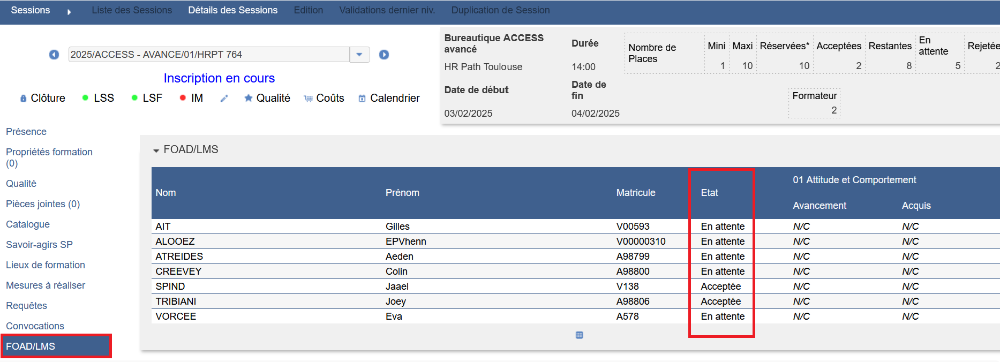 Sessions Liste des Sessions Détails des Sessions Edition Validations dernier niv. Duplication de Session
2025/ACCESS - AVANCE/01/HRPT 764
Inscription en cours
Clôture LSS LSF IM Qualité Coûts Calendrier
Bureautique ACCESS avancé
HR Path Toulouse
Date de début
03/02/2025
Durée
14:00
Date de fin
04/02/2025
Nombre de Places
Mini Maxi Réservées* Acceptées Restantes En attente Rejetée
1 10 10 2 8 5 2
Formateur
2
Présence
Propriétés formation (0)
Qualité
Pièces jointes (0)
Catalogue
Savoir-agirs SP
Lieux de formation
Mesures à réaliser
Requêtes
Convocations
FOAD/LMS
FOAD/LMS
Nom Prénom Matricule Etat 01 Attitude et Comportement
Avancement Acquis
AIT Gilles V00593 En attente N/C N/C
ALOOEZ EPVhenn V00000310 En attente N/C N/C
ATREIDES Aeden A98799 En attente N/C N/C
CREEVEY Colin A98800 En attente N/C N/C
SPIND Jaael V138 Acceptée N/C N/C
TRIBIANI Joey A98806 Acceptée N/C N/C
VORCEE Eva A578 En attente N/C N/C